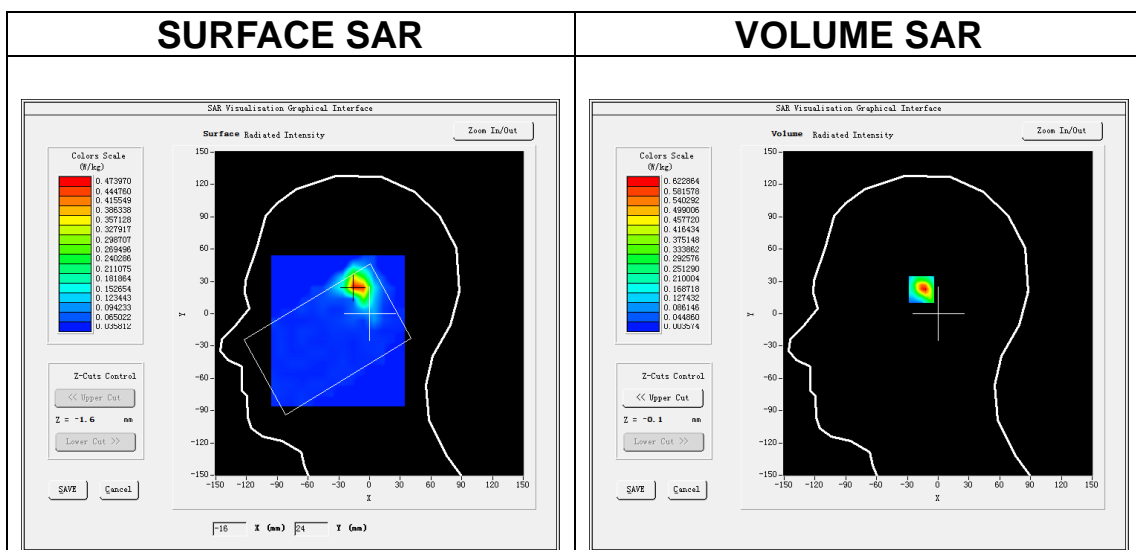 SURFACE SAR
VOLUME SAR
SAR Visualisation Graphical Interface
Surface Radiated Intensity
Zoom In/Out
Colors Scale
(W/kg)
0.473970
0.444760
0.415549
0.386338
0.357128
0.327917
0.298707
0.269496
0.240286
0.211075
0.181864
0.152654
0.123443
0.094233
0.065022
0.035812
150
120
90
60
30
0
-30
-60
-90
-120
-150
Y
-150 -120 -90 -60 -30 0 30 60 90 120 150
X
Z-Cuts Control
<< Upper Cut
Z = -1.6 mm
Lower Cut >>
SAVE Cancel
-16 X (mm) 24 Y (mm)
SAR Visualisation Graphical Interface
Volume Radiated Intensity
Zoom In/Out
Colors Scale
(W/kg)
0.622864
0.581578
0.540292
0.499006
0.457720
0.416434
0.375148
0.333862
0.292576
0.251290
0.210004
0.168718
0.127432
0.086146
0.044860
0.003574
150
120
90
60
30
0
-30
-60
-90
-120
-150
Y
-150 -120 -90 -60 -30 0 30 60 90 120 150
X
Z-Cuts Control
<< Upper Cut
Z = -0.1 mm
Lower Cut >>
SAVE Cancel